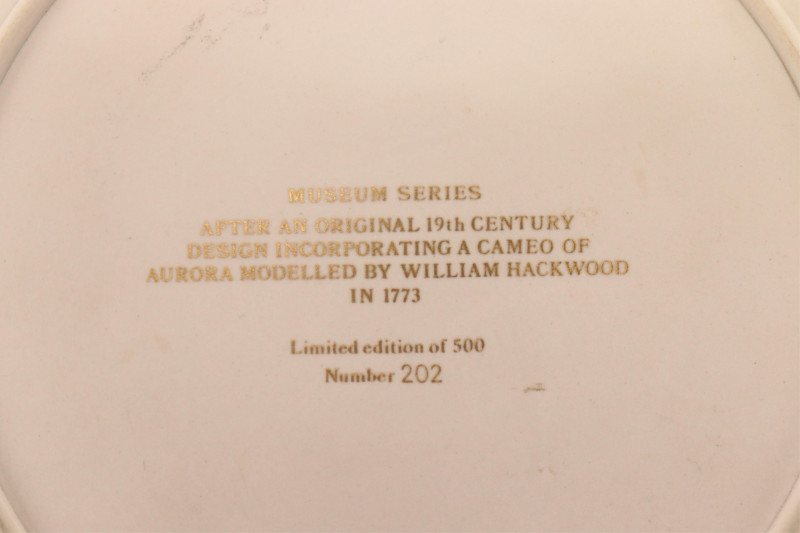 MUSEUM SERIES
AFTER AN ORIGINAL 19th CENTURY
DESIGN INCORPORATING A CAMEO OF
AURORA MODELLED BY WILLIAM HACKWOOD
IN 1773
Limited edition of 500
Number 202